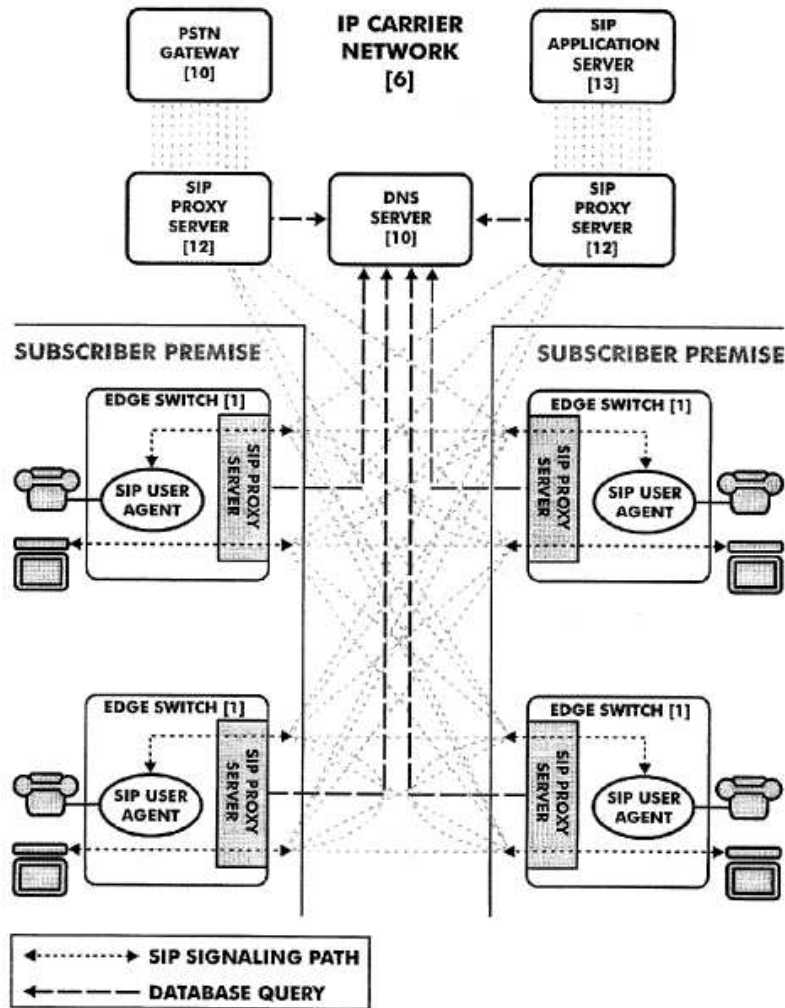 PSTN
GATEWAY
[10]
IP CARRIER
NETWORK
[6]
SIP
APPLICATION
SERVER
[13]
SIP
PROXY
SERVER
[12]
DNS
SERVER
[10]
SIP
PROXY
SERVER
[12]
SUBSCRIBER PREMISE
SUBSCRIBER PREMISE
EDGE SWITCH [1]
SIP PROXY
SERVER
SIP USER
AGENT
EDGE SWITCH [1]
SIP PROXY
SERVER
SIP USER
AGENT
EDGE SWITCH [1]
SIP PROXY
SERVER
SIP USER
AGENT
EDGE SWITCH [1]
SIP PROXY
SERVER
SIP USER
AGENT
SIP SIGNALING PATH
DATABASE QUERY